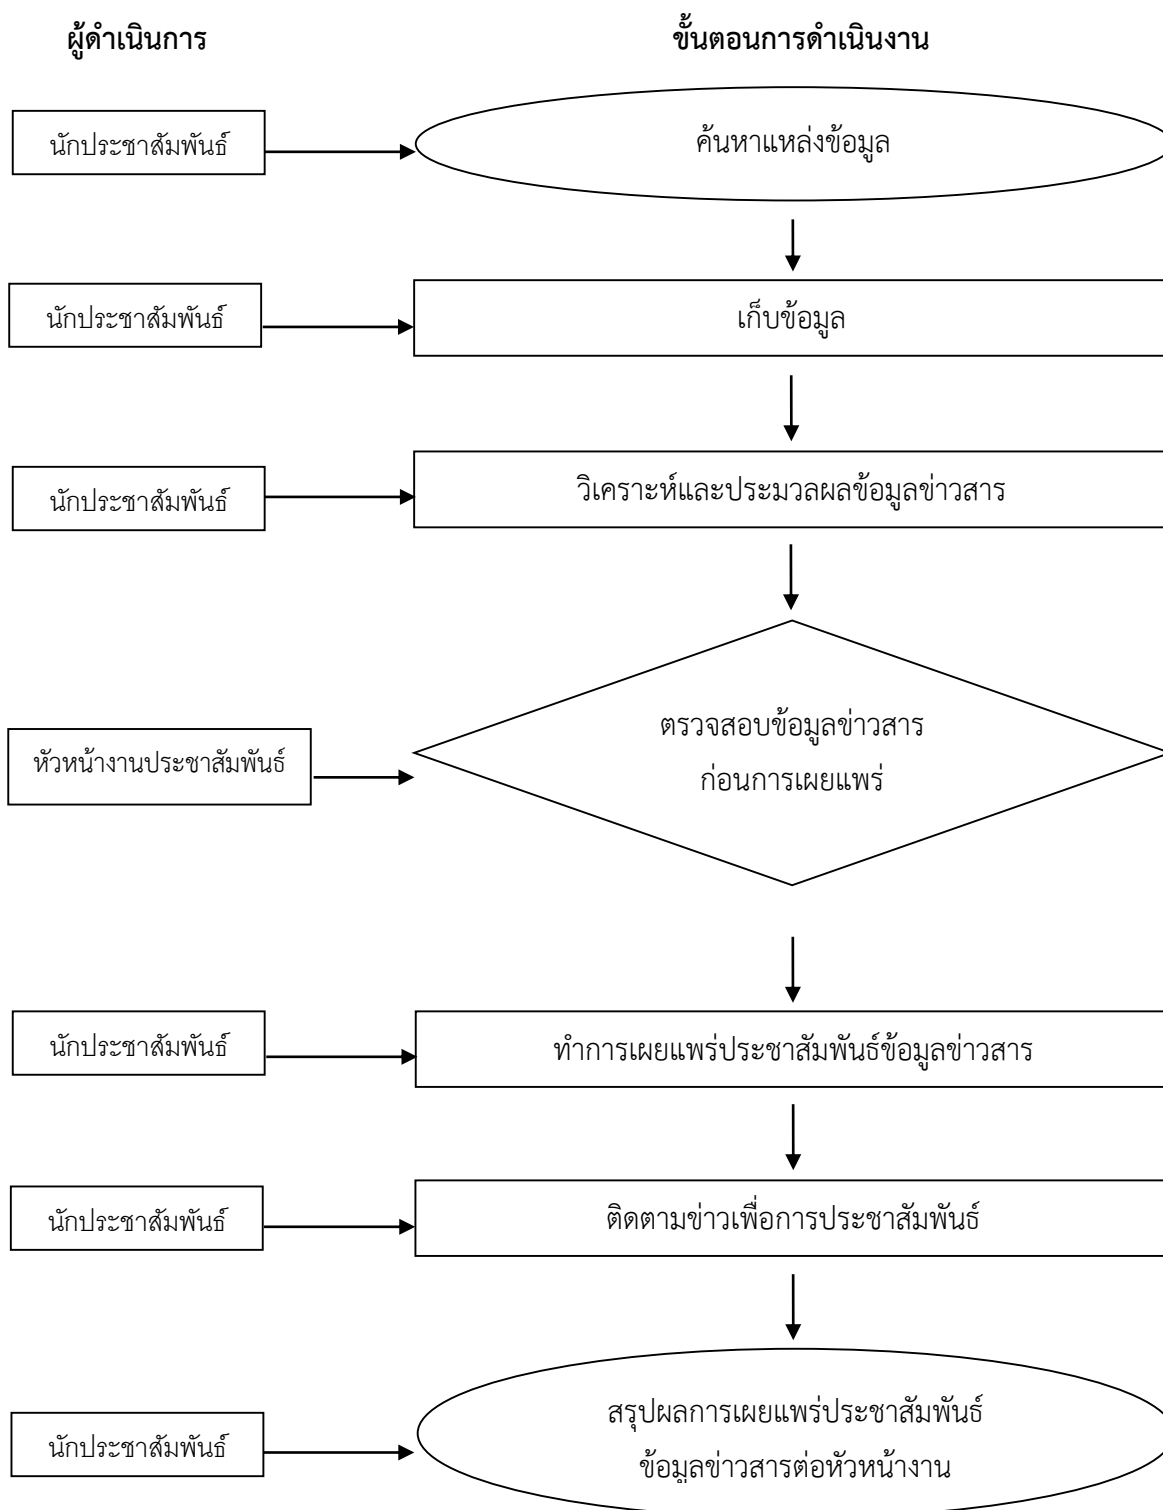 ผู้ดำเนินการ
ขั้นตอนการดำเนินงาน
นักประชาสัมพันธ์
ค้นหาแหล่งข้อมูล
นักประชาสัมพันธ์
เก็บข้อมูล
นักประชาสัมพันธ์
วิเคราะห์และประมวลผลข้อมูลข่าวสาร
หัวหน้างานประชาสัมพันธ์
ตรวจสอบข้อมูลข่าวสาร
ก่อนการเผยแพร่
นักประชาสัมพันธ์
ทำการเผยแพร่ประชาสัมพันธ์ข้อมูลข่าวสาร
นักประชาสัมพันธ์
ติดตามข่าวเพื่อการประชาสัมพันธ์
นักประชาสัมพันธ์
สรุปผลการเผยแพร่ประชาสัมพันธ์
ข้อมูลข่าวสารต่อหัวหน้างาน